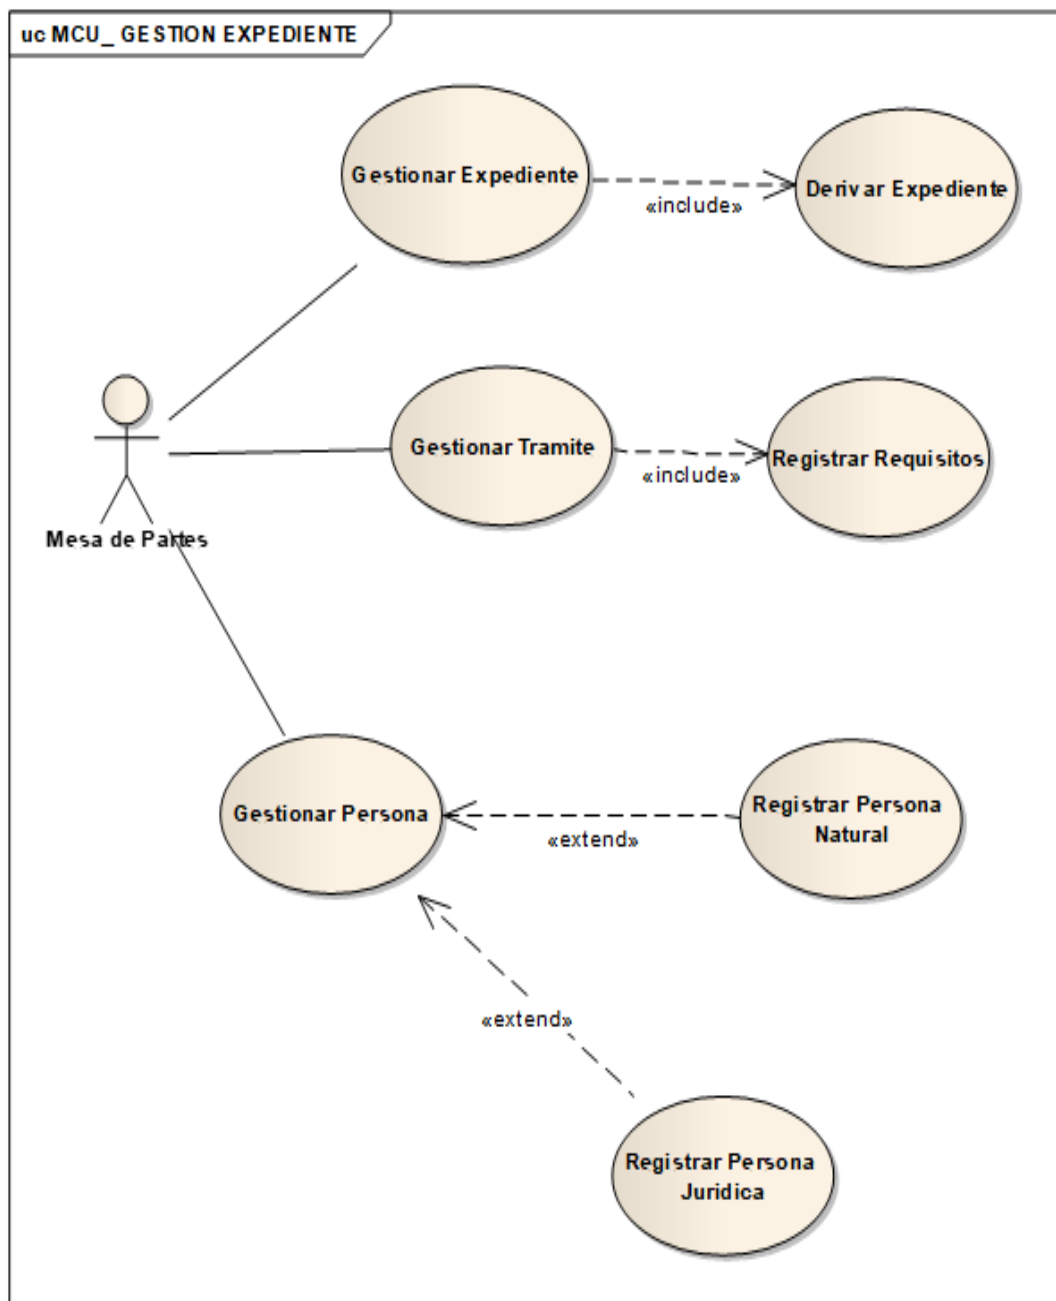 uc MCU_ GESTION EXPEDIENTE
Gestionar Expediente
Derivar Expediente
«include»
Gestionar Tramite
Registrar Requisitos
«include»
Mesa de Partes
Gestionar Persona
Registrar Persona
Natural
«extend»
«extend»
Registrar Persona
Juridica